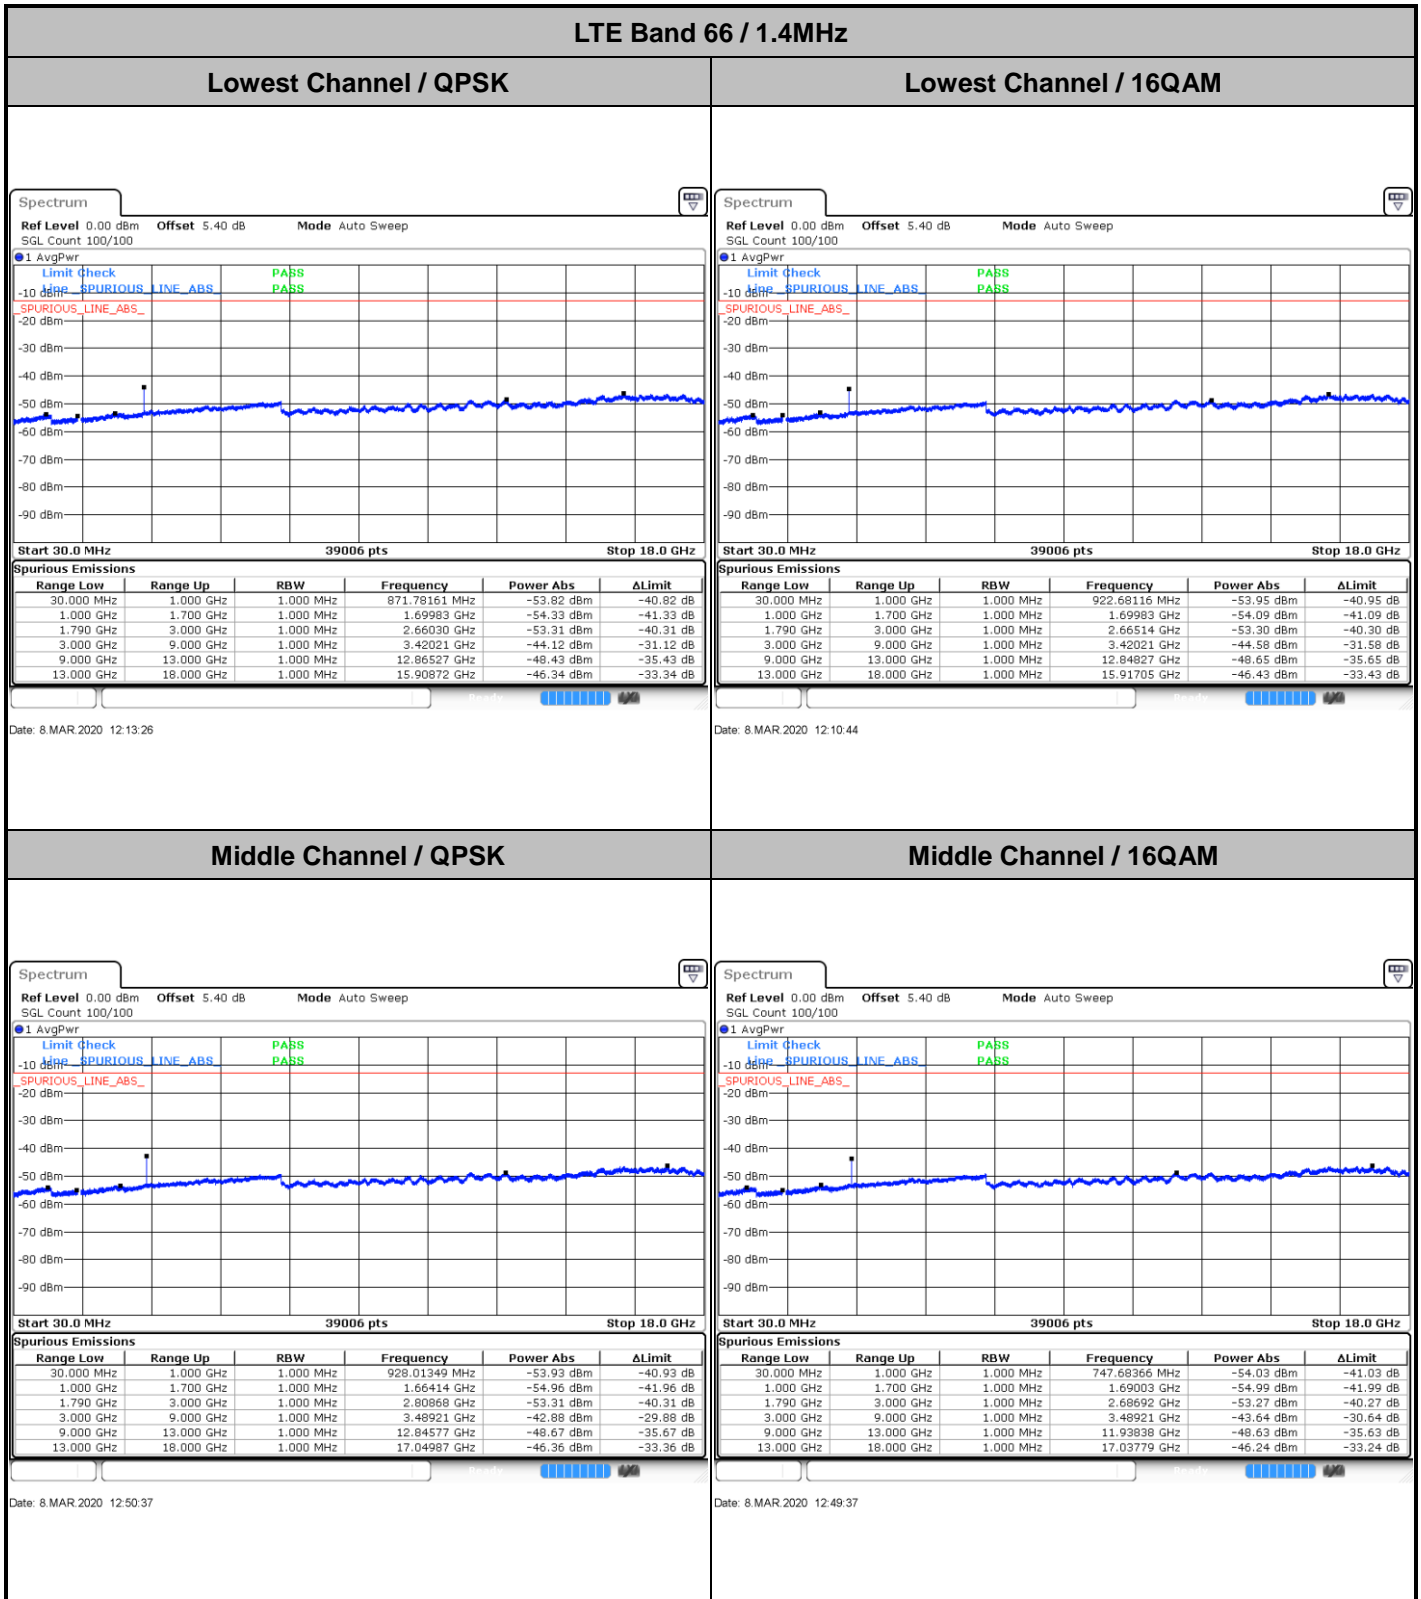 LTE Band 66 / 1.4MHz
Lowest Channel / QPSK
Lowest Channel / 16QAM
Spectrum
Ref Level 0.00 dBm Offset 5.40 dB Mode Auto Sweep
SGL Count 100/100
1 AvgPwr
Limit Check PASS
Line _SPURIOUS_LINE_ABS_ PASS
-10 dBm
_SPURIOUS_LINE_ABS_
-20 dBm
-30 dBm
-40 dBm
-50 dBm
-60 dBm
-70 dBm
-80 dBm
-90 dBm
Start 30.0 MHz 39006 pts Stop 18.0 GHz
Spurious Emissions
Range Low Range Up RBW Frequency Power Abs ΔLimit
30.000 MHz 1.000 GHz 1.000 MHz 871.78161 MHz -53.82 dBm -40.82 dB
1.000 GHz 1.700 GHz 1.000 MHz 1.69983 GHz -54.33 dBm -41.33 dB
1.790 GHz 3.000 GHz 1.000 MHz 2.66030 GHz -53.31 dBm -40.31 dB
3.000 GHz 9.000 GHz 1.000 MHz 3.42021 GHz -44.12 dBm -31.12 dB
9.000 GHz 13.000 GHz 1.000 MHz 12.86527 GHz -48.43 dBm -35.43 dB
13.000 GHz 18.000 GHz 1.000 MHz 15.90872 GHz -46.34 dBm -33.34 dB
Date: 8.MAR.2020 12:13:26
Spectrum
Ref Level 0.00 dBm Offset 5.40 dB Mode Auto Sweep
SGL Count 100/100
1 AvgPwr
Limit Check PASS
Line _SPURIOUS_LINE_ABS_ PASS
-10 dBm
_SPURIOUS_LINE_ABS_
-20 dBm
-30 dBm
-40 dBm
-50 dBm
-60 dBm
-70 dBm
-80 dBm
-90 dBm
Start 30.0 MHz 39006 pts Stop 18.0 GHz
Spurious Emissions
Range Low Range Up RBW Frequency Power Abs ΔLimit
30.000 MHz 1.000 GHz 1.000 MHz 922.68116 MHz -53.95 dBm -40.95 dB
1.000 GHz 1.700 GHz 1.000 MHz 1.69983 GHz -54.09 dBm -41.09 dB
1.790 GHz 3.000 GHz 1.000 MHz 2.66514 GHz -53.30 dBm -40.30 dB
3.000 GHz 9.000 GHz 1.000 MHz 3.42021 GHz -44.58 dBm -31.58 dB
9.000 GHz 13.000 GHz 1.000 MHz 12.84827 GHz -48.65 dBm -35.65 dB
13.000 GHz 18.000 GHz 1.000 MHz 15.91705 GHz -46.43 dBm -33.43 dB
Date: 8.MAR.2020 12:10:44
Middle Channel / QPSK
Middle Channel / 16QAM
Spectrum
Ref Level 0.00 dBm Offset 5.40 dB Mode Auto Sweep
SGL Count 100/100
1 AvgPwr
Limit Check PASS
Line _SPURIOUS_LINE_ABS_ PASS
-10 dBm
_SPURIOUS_LINE_ABS_
-20 dBm
-30 dBm
-40 dBm
-50 dBm
-60 dBm
-70 dBm
-80 dBm
-90 dBm
Start 30.0 MHz 39006 pts Stop 18.0 GHz
Spurious Emissions
Range Low Range Up RBW Frequency Power Abs ΔLimit
30.000 MHz 1.000 GHz 1.000 MHz 928.01349 MHz -53.93 dBm -40.93 dB
1.000 GHz 1.700 GHz 1.000 MHz 1.66414 GHz -54.96 dBm -41.96 dB
1.790 GHz 3.000 GHz 1.000 MHz 2.80868 GHz -53.31 dBm -40.31 dB
3.000 GHz 9.000 GHz 1.000 MHz 3.48921 GHz -42.88 dBm -29.88 dB
9.000 GHz 13.000 GHz 1.000 MHz 12.84577 GHz -48.67 dBm -35.67 dB
13.000 GHz 18.000 GHz 1.000 MHz 17.04987 GHz -46.36 dBm -33.36 dB
Date: 8.MAR.2020 12:50:37
Spectrum
Ref Level 0.00 dBm Offset 5.40 dB Mode Auto Sweep
SGL Count 100/100
1 AvgPwr
Limit Check PASS
Line _SPURIOUS_LINE_ABS_ PASS
-10 dBm
_SPURIOUS_LINE_ABS_
-20 dBm
-30 dBm
-40 dBm
-50 dBm
-60 dBm
-70 dBm
-80 dBm
-90 dBm
Start 30.0 MHz 39006 pts Stop 18.0 GHz
Spurious Emissions
Range Low Range Up RBW Frequency Power Abs ΔLimit
30.000 MHz 1.000 GHz 1.000 MHz 747.68366 MHz -54.03 dBm -41.03 dB
1.000 GHz 1.700 GHz 1.000 MHz 1.69003 GHz -54.99 dBm -41.99 dB
1.790 GHz 3.000 GHz 1.000 MHz 2.68692 GHz -53.27 dBm -40.27 dB
3.000 GHz 9.000 GHz 1.000 MHz 3.48921 GHz -43.64 dBm -30.64 dB
9.000 GHz 13.000 GHz 1.000 MHz 11.93838 GHz -48.63 dBm -35.63 dB
13.000 GHz 18.000 GHz 1.000 MHz 17.03779 GHz -46.24 dBm -33.24 dB
Date: 8.MAR.2020 12:49:37